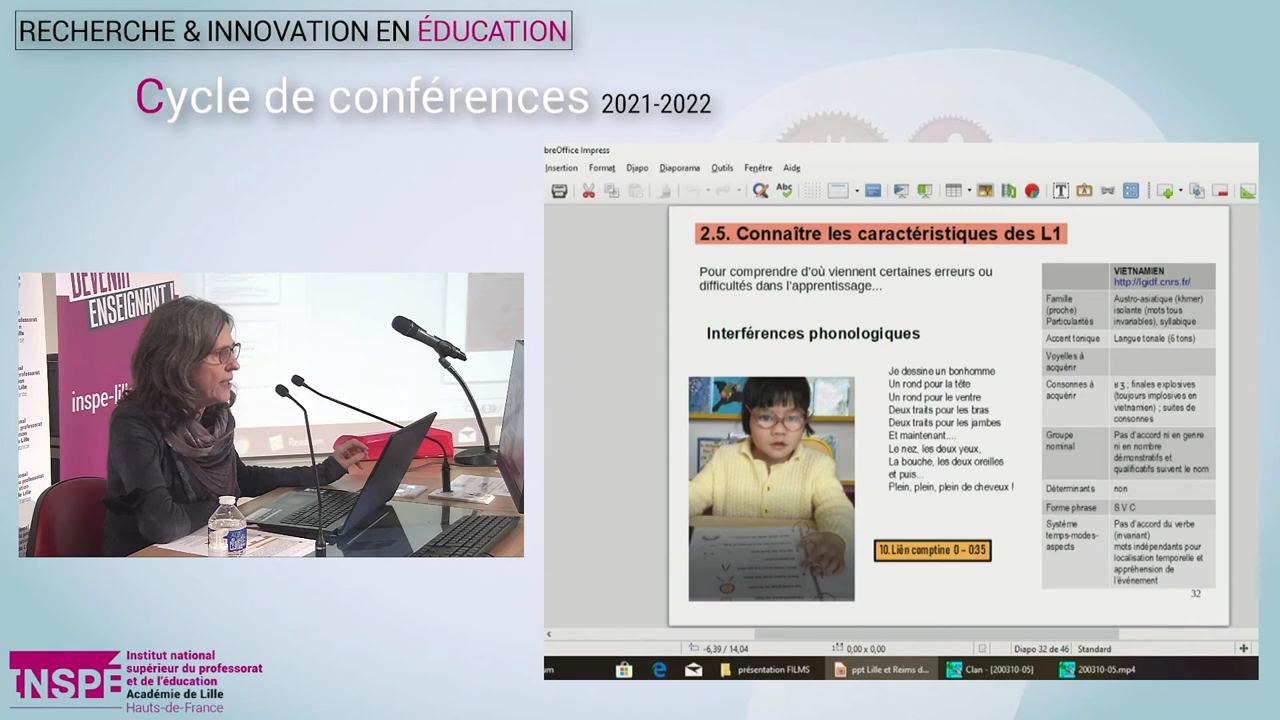 RECHERCHE & INNOVATION EN ÉDUCATION
Cycle de conférences 2021-2022
breOffice Impress
Insertion Format Diapo Diaporama Outils Fenêtre Aide
2.5. Connaître les caractéristiques des L1
Pour comprendre d'où viennent certaines erreurs ou
difficultés dans l'apprentissage...
Interférences phonologiques
Je dessine un bonhomme
Un rond pour la tête
Un rond pour le ventre
Deux traits pour les bras
Deux traits pour les jambes
Et maintenant....
Le nez, les deux yeux,
La bouche, les deux oreilles
et puis...
Plein, plein, plein de cheveux !
10. Liên comptine 0 – 0:35
VIETNAMIEN
http://lgidf.cnrs.fr/
Famille
(proche)
Particularités
Austro-asiatique (khmer)
isolante (mots tous
invariables), syllabique
Accent tonique
Langue tonale (6 tons)
Voyelles à
acquérir
Consonnes à
acquérir
ʁ ʒ ; finales explosives
(toujours implosives en
vietnamien) ; suites de
consonnes
Groupe
nominal
Pas d'accord ni en genre
ni en nombre
démonstratifs et
qualificatifs suivent le nom
Déterminants
non
Forme phrase
S V C
Système
temps-modes-
aspects
Pas d'accord du verbe
(invariant)
mots indépendants pour
localisation temporelle et
appréhension de
l'événement
32
-6,39 / 14,04
0,00 x 0,00
Diapo 32 de 46
Standard
présentation FILMS
ppt Lille et Reims d...
Clan - [200310-05]
200310-05.mp4
DEVENIR
ENSEIGNANT !
inspe-lill
INSPE
Institut national
supérieur du professorat
et de l'éducation
Académie de Lille
Hauts-de-France